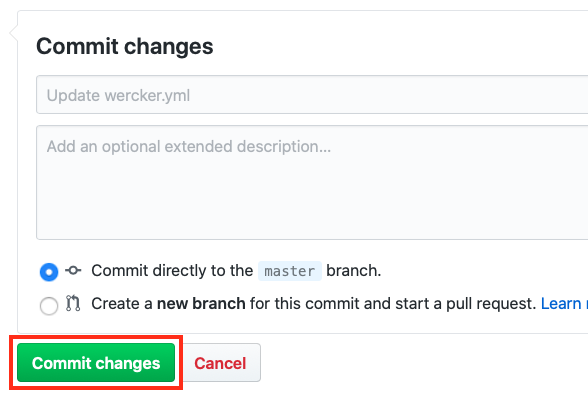 Commit changes
Update wercker.yml
Add an optional extended description...
Commit directly to the master branch.
Create a new branch for this commit and start a pull request. Learn
Commit changes
Cancel